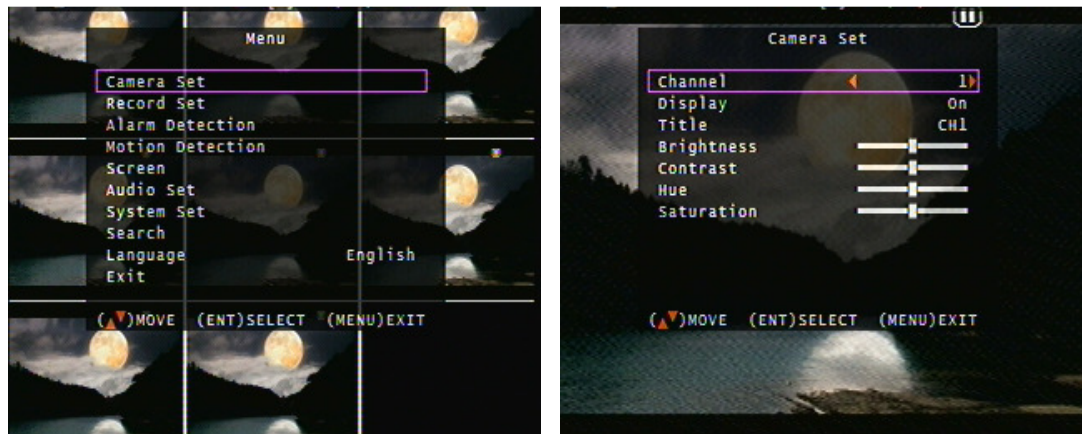 Menu
Camera Set
Record Set
Alarm Detection
Motion Detection
Screen
Audio Set
System Set
Search
Language English
Exit
(▲▼)MOVE (ENT)SELECT (MENU)EXIT
Camera Set
Channel 1
Display On
Title CH1
Brightness
Contrast
Hue
Saturation
(▲▼)MOVE (ENT)SELECT (MENU)EXIT